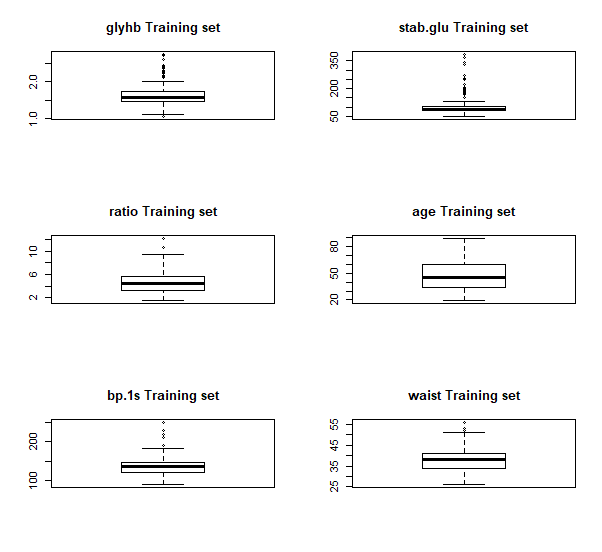 glyhb Training set
1.0 2.0
stab.glu Training set
50 200 350
ratio Training set
2 6 10
age Training set
20 50 80
bp.1s Training set
100 200
waist Training set
25 35 45 55